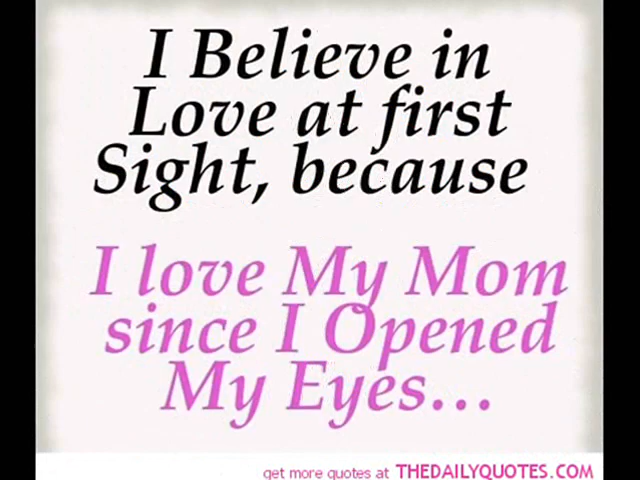 I Believe in
Love at first
Sight, because
I love My Mom
since I Opened
My Eyes...
get more quotes at THEDAILYQUOTES.COM